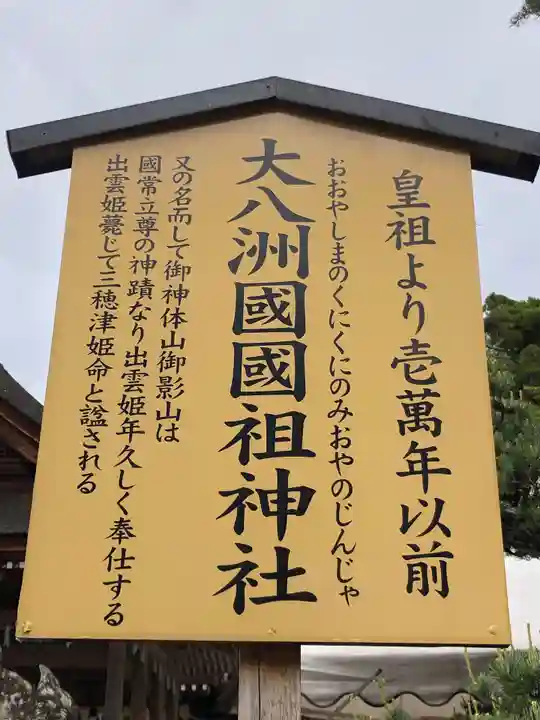 皇祖より壱萬年以前
おおやしまのくにくにのみおやのじんじゃ
大八洲國國祖神社
又の名而して御神体山御影山は
國常立尊の神蹟なり出雲姫年久しく奉仕する
出雲姫薨じて三穂津姫命と諡される